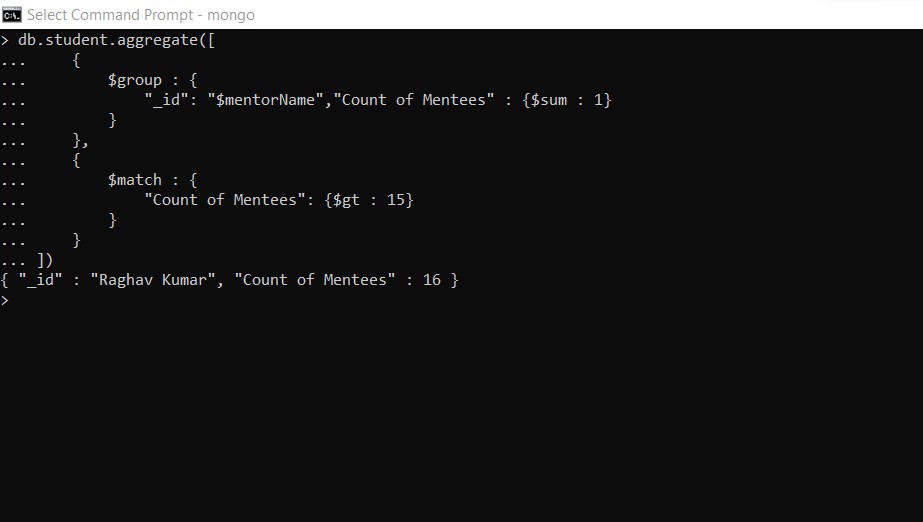 Select Command Prompt - mongo
> db.student.aggregate([
... {
... $group : {
... "_id": "$mentorName","Count of Mentees" : {$sum : 1}
... }
... },
... {
... $match : {
... "Count of Mentees": {$gt : 15}
... }
... }
... ])
{ "_id" : "Raghav Kumar", "Count of Mentees" : 16 }
>